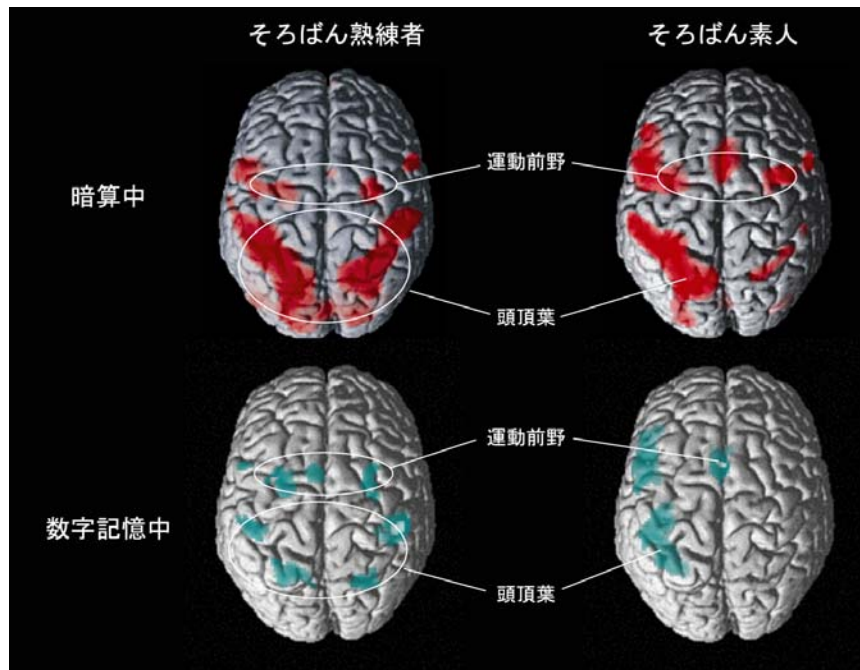 そろばん熟練者
そろばん素人
運動前野
暗算中
頭頂葉
運動前野
数字記憶中
頭頂葉